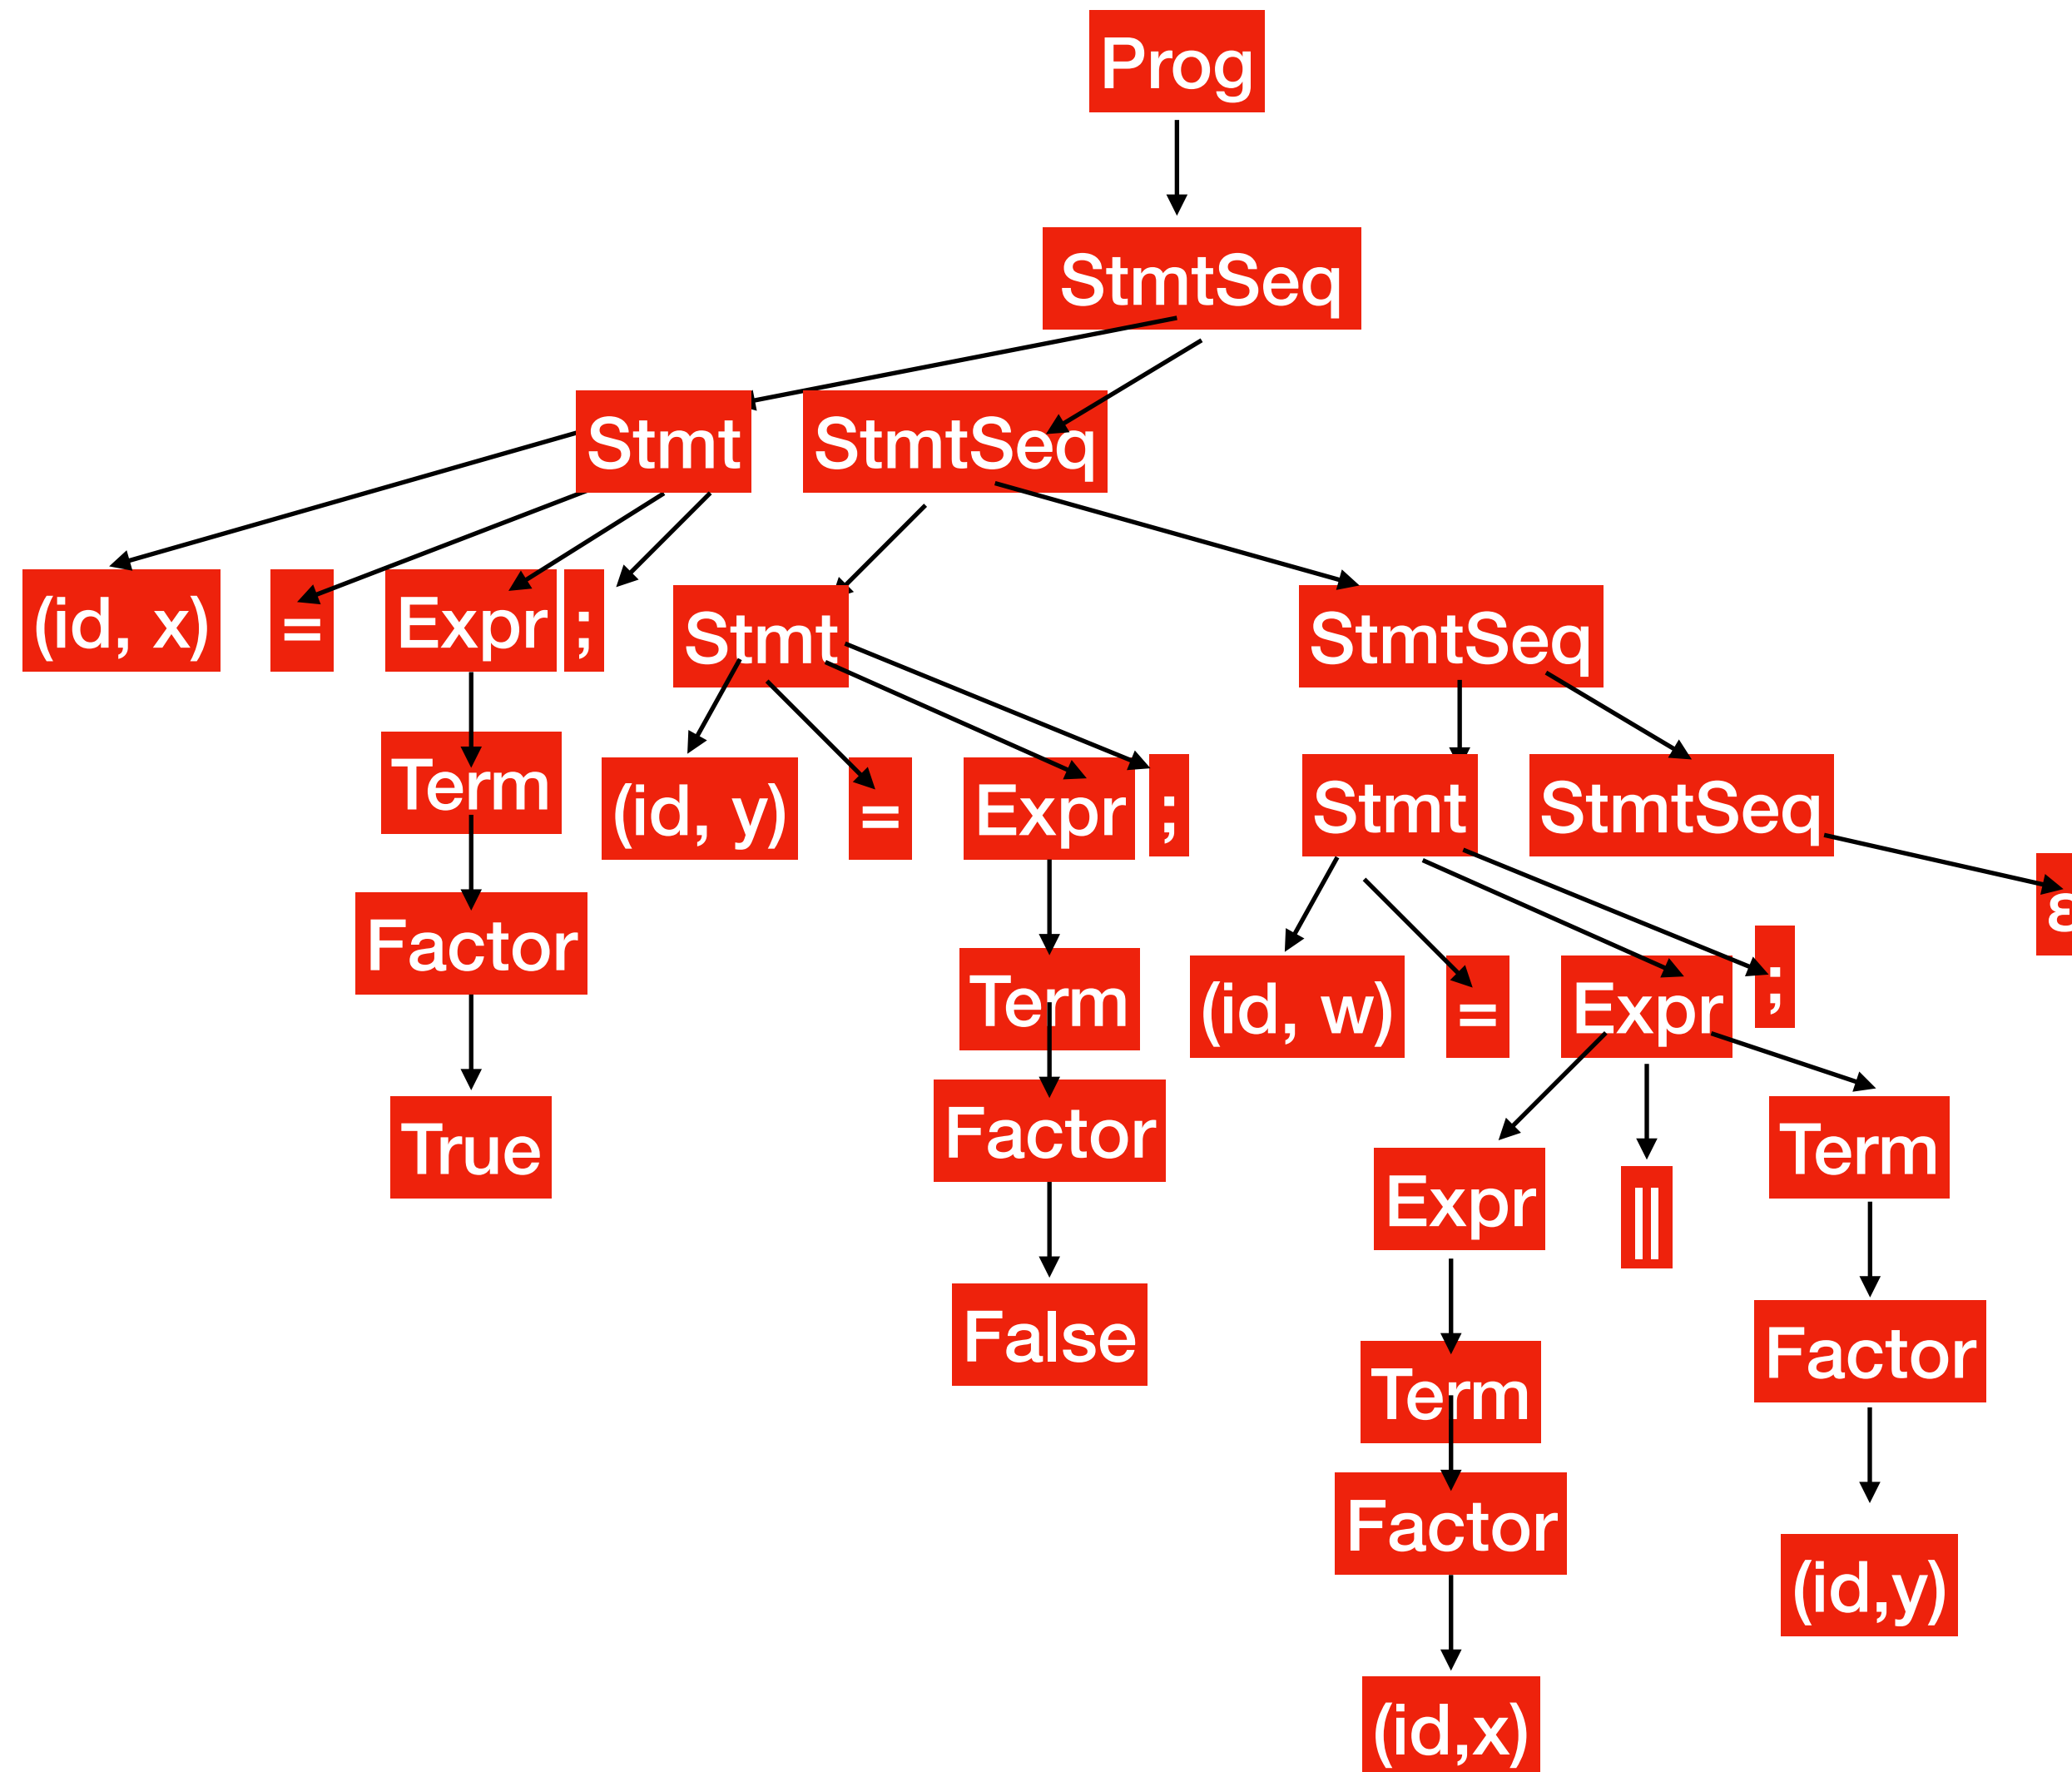 Prog
StmtSeq
Stmt StmtSeq
(id, x) = Expr ; Stmt StmtSeq
Term (id, y) = Expr ; Stmt StmtSeq
Factor ε
Term (id, w) = Expr ;
True Factor Expr || Term
False Term Factor
Factor (id,y)
(id,x)